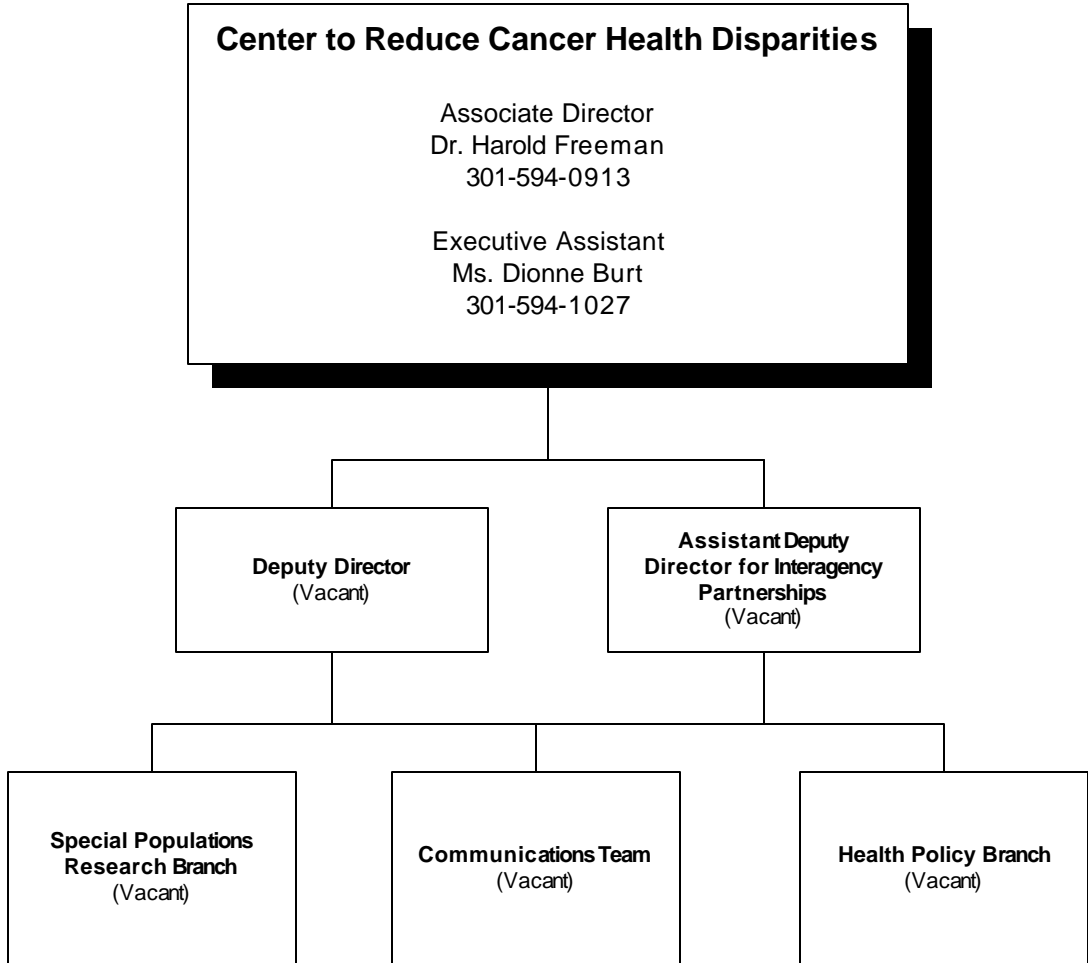 Center to Reduce Cancer Health Disparities
Associate Director
Dr. Harold Freeman
301-594-0913
Executive Assistant
Ms. Dionne Burt
301-594-1027
Deputy Director
(Vacant)
Assistant Deputy
Director for Interagency
Partnerships
(Vacant)
Special Populations
Research Branch
(Vacant)
Communications Team
(Vacant)
Health Policy Branch
(Vacant)